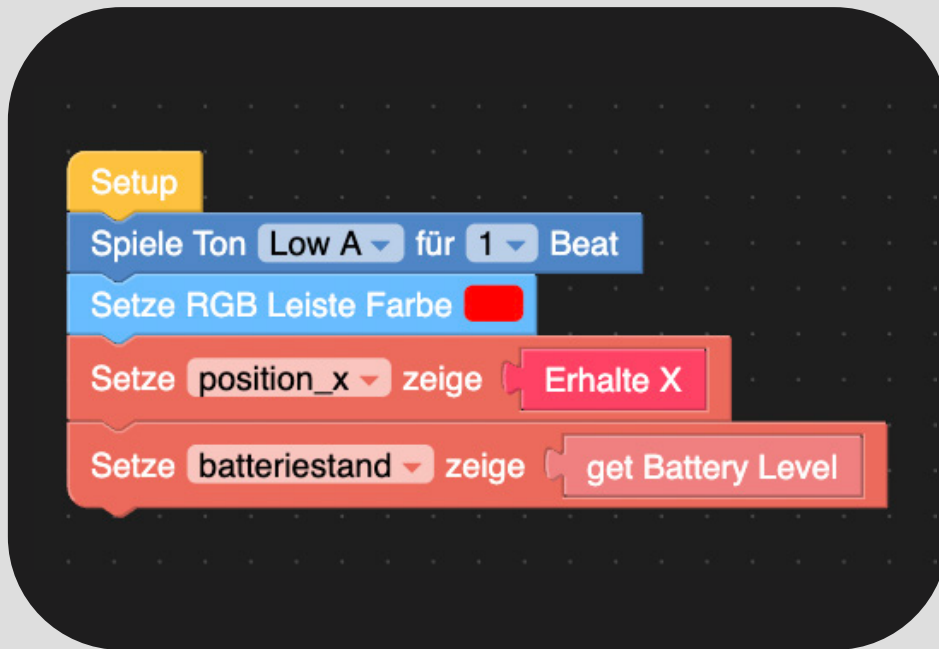 Setup
Spiele Ton Low A für 1 Beat
Setze RGB Leiste Farbe
Setze position_x zeige Erhalte X
Setze batteriestand zeige get Battery Level